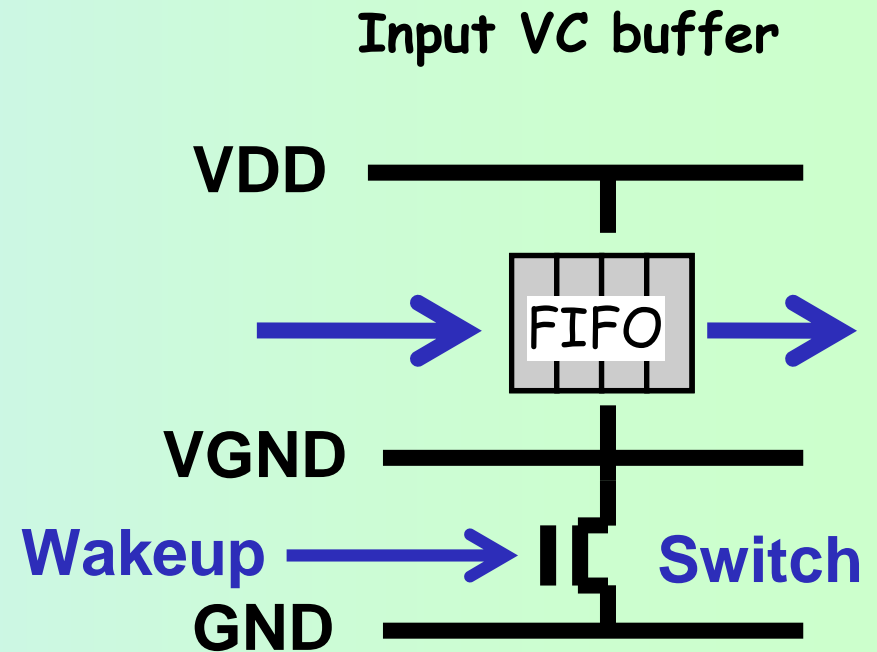 Input VC buffer
VDD
FIFO
VGND
Wakeup
Switch
GND